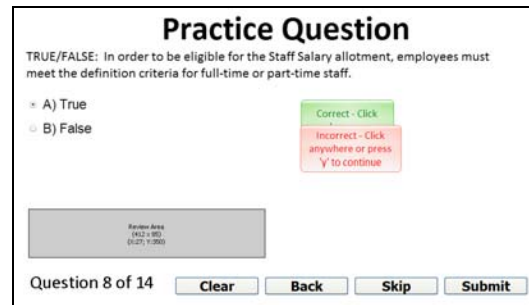 Practice Question
TRUE/FALSE: In order to be eligible for the Staff Salary allotment, employees must
meet the definition criteria for full-time or part-time staff.
A) True
B) False
Correct - Click
Incorrect - Click
anywhere or press
'y' to continue
Review Area
(X:27; Y:350)
Question 8 of 14
Clear
Back
Skip
Submit